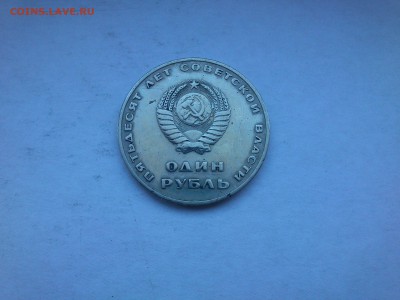 COINS.LAVE.RU
ПЯТЬДЕСЯТ ЛЕТ СОВЕТСКОЙ ВЛАСТИ
ОДИН
РУБЛЬ